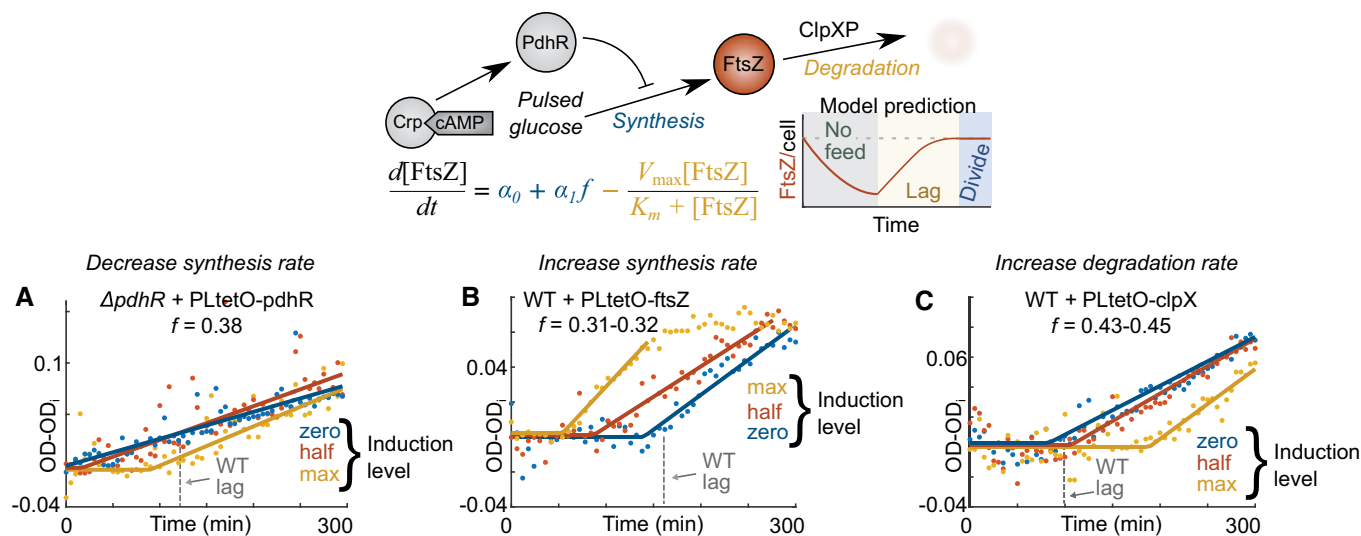 PdhR
ClpXP
FtsZ
Degradation
Crp cAMP
Pulsed
glucose
Synthesis
Model prediction
No
feed
FtsZ/cell
Lag
Divide
Time
d[FtsZ]/dt = α0 + α1 f − Vmax[FtsZ]/Km + [FtsZ]
Decrease synthesis rate
A
ΔpdhR + PLtetO-pdhR
f = 0.38
0.1
OD-ODi
-0.04
zero
half
max
Induction
level
WT
lag
0
Time (min)
300
Increase synthesis rate
B
WT + PLtetO-ftsZ
f = 0.31-0.32
0.04
OD-ODi
-0.04
max
half
zero
Induction
level
WT
lag
0
Time (min)
300
Increase degradation rate
C
WT + PLtetO-clpX
f = 0.43-0.45
0.06
OD-ODi
-0.04
zero
half
max
Induction
level
WT
lag
0
Time (min)
300